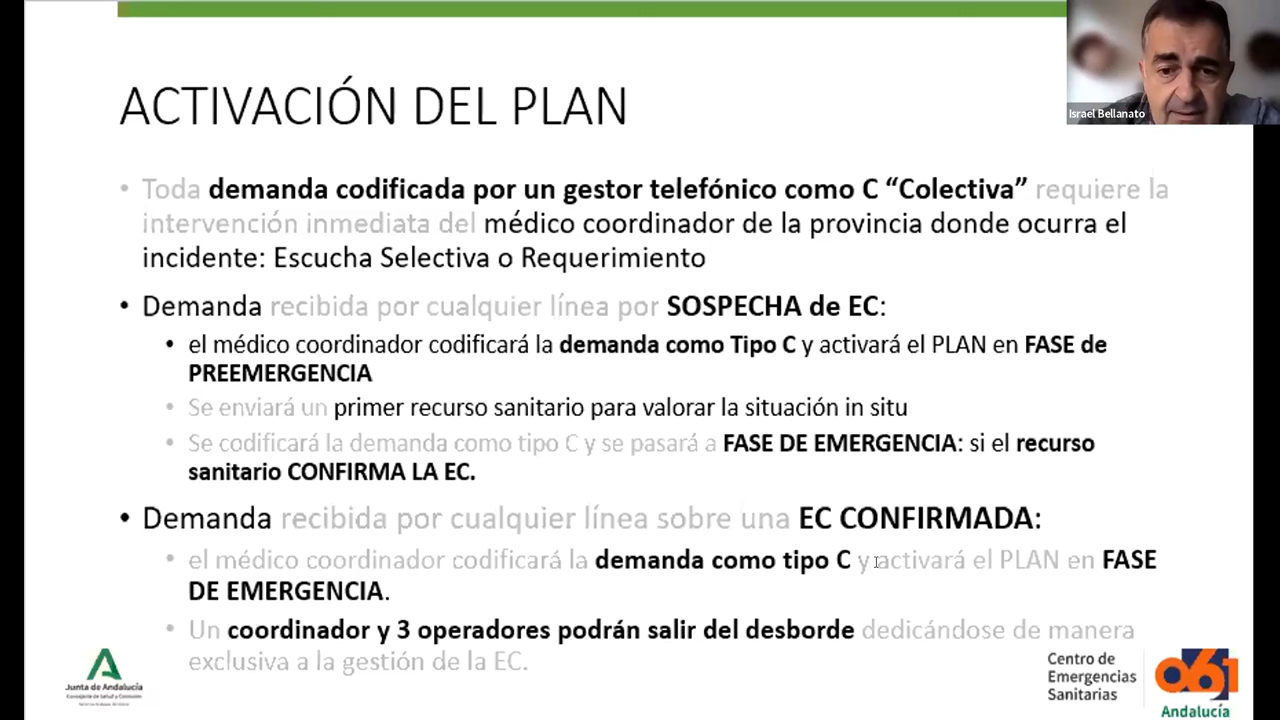 Israel Bellanato
ACTIVACIÓN DEL PLAN
• Toda demanda codificada por un gestor telefónico como C “Colectiva” requiere la
intervención inmediata del médico coordinador de la provincia donde ocurra el
incidente: Escucha Selectiva o Requerimiento
• Demanda recibida por cualquier línea por SOSPECHA de EC:
• el médico coordinador codificará la demanda como Tipo C y activará el PLAN en FASE de
PREEMERGENCIA
• Se enviará un primer recurso sanitario para valorar la situación in situ
• Se codificará la demanda como tipo C y se pasará a FASE DE EMERGENCIA: si el recurso
sanitario CONFIRMA LA EC.
• Demanda recibida por cualquier línea sobre una EC CONFIRMADA:
• el médico coordinador codificará la demanda como tipo C y activará el PLAN en FASE
DE EMERGENCIA.
• Un coordinador y 3 operadores podrán salir del desborde dedicándose de manera
exclusiva a la gestión de la EC.
Junta de Andalucía
Consejería de Salud y Consumo
Centro de
Emergencias
Sanitarias
061
Andalucía